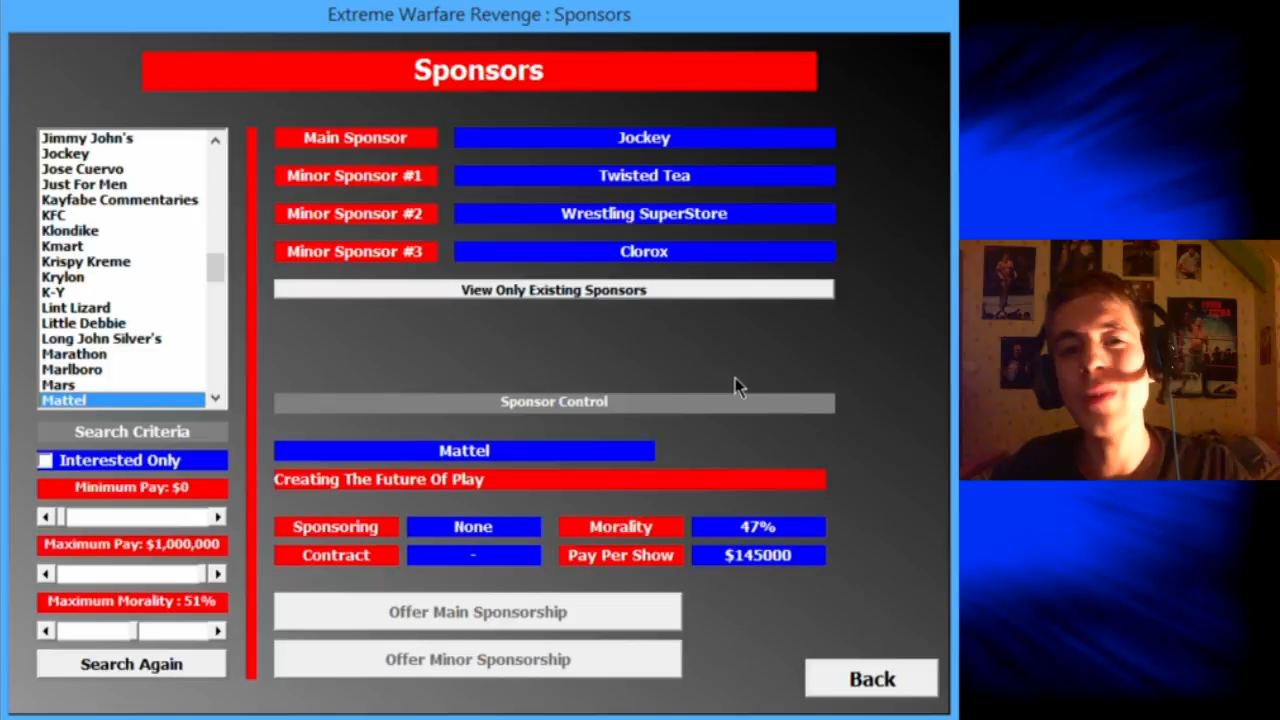 Extreme Warfare Revenge : Sponsors
Sponsors
Jimmy John's
Jockey
Jose Cuervo
Just For Men
Kayfabe Commentaries
KFC
Klondike
Kmart
Krispy Kreme
Krylon
K-Y
Lint Lizard
Little Debbie
Long John Silver's
Marathon
Marlboro
Mars
Mattel
Search Criteria
Interested Only
Minimum Pay: $0
Maximum Pay: $1,000,000
Maximum Morality : 51%
Search Again
Main Sponsor Jockey
Minor Sponsor #1 Twisted Tea
Minor Sponsor #2 Wrestling SuperStore
Minor Sponsor #3 Clorox
View Only Existing Sponsors
Sponsor Control
Mattel
Creating The Future Of Play
Sponsoring None Morality 47%
Contract - Pay Per Show $145000
Offer Main Sponsorship
Offer Minor Sponsorship
Back